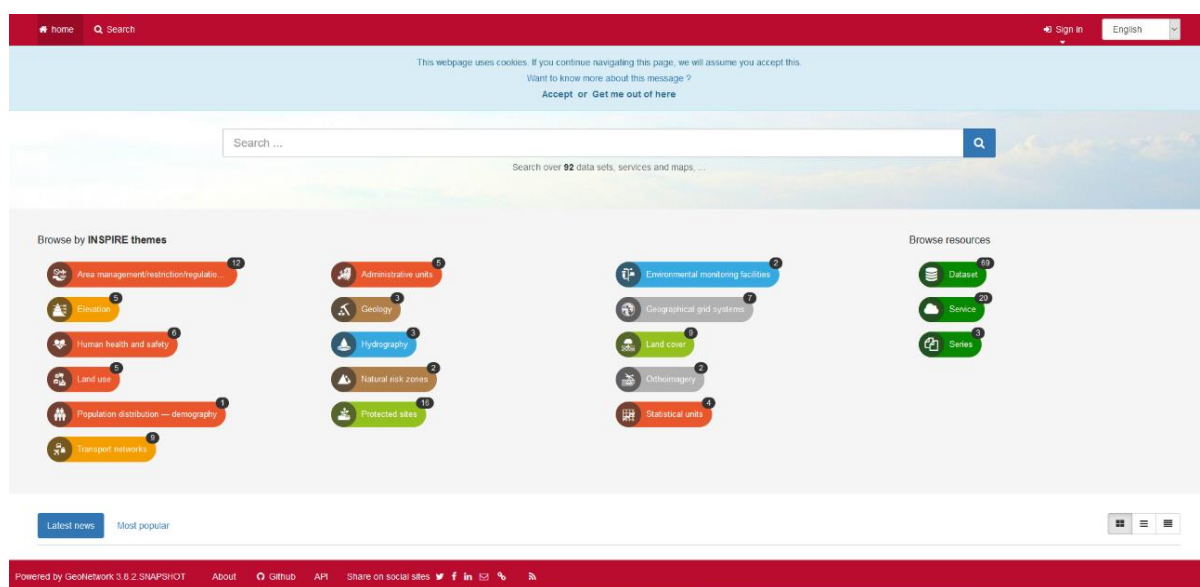 home Search Sign in English
This webpage uses cookies. If you continue navigating this page, we will assume you accept this.
Want to know more about this message ?
Accept or Get me out of here
Search ...
Search over 92 data sets, services and maps, ...
Browse by INSPIRE themes
Area management/restriction/regulatio... 12
Administrative units 5
Environmental monitoring facilities 2
Elevation 5
Geology 3
Geographical grid systems 7
Human health and safety 6
Hydrography 3
Land cover 9
Land use 5
Natural risk zones 2
Orthoimagery 2
Population distribution — demography 1
Protected sites 16
Statistical units 4
Transport networks 9
Browse resources
Dataset 69
Service 20
Series 3
Latest news Most popular
Powered by GeoNetwork 3.8.2.SNAPSHOT About Github API Share on social sites